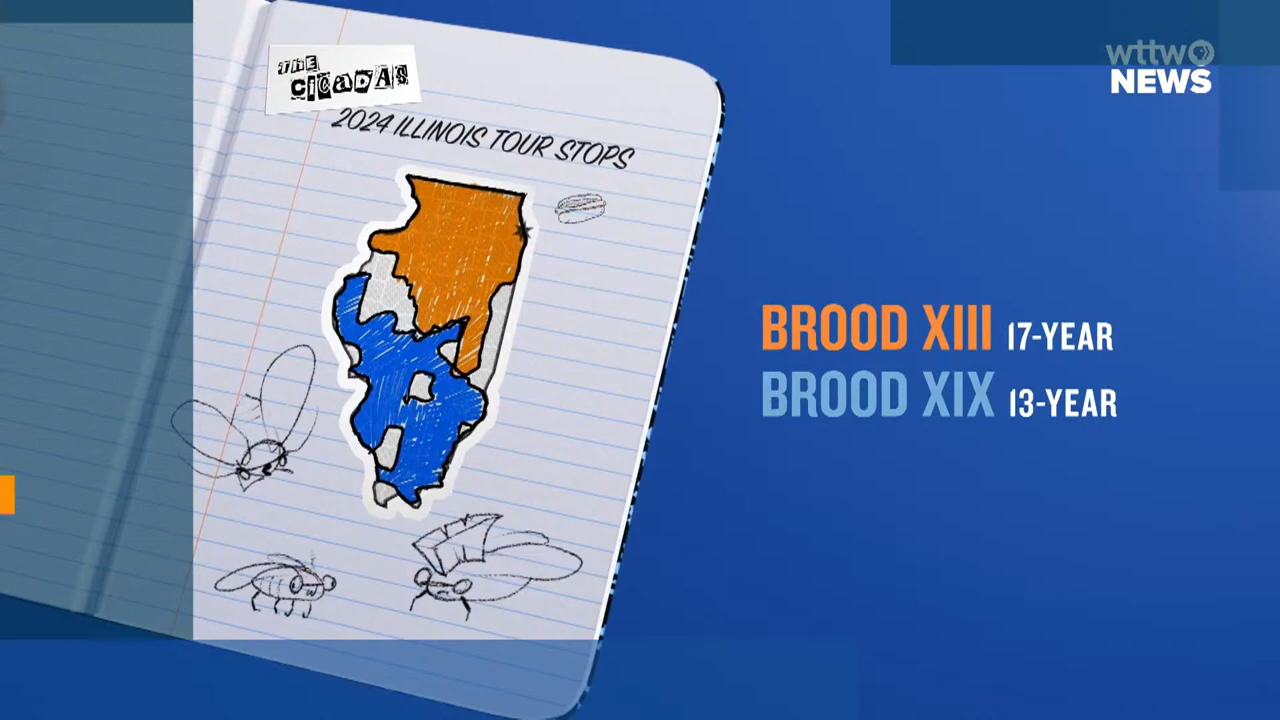 THE
CICADAS
2024 ILLINOIS TOUR STOPS
wttw
NEWS
BROOD XIII 17-YEAR
BROOD XIX 13-YEAR